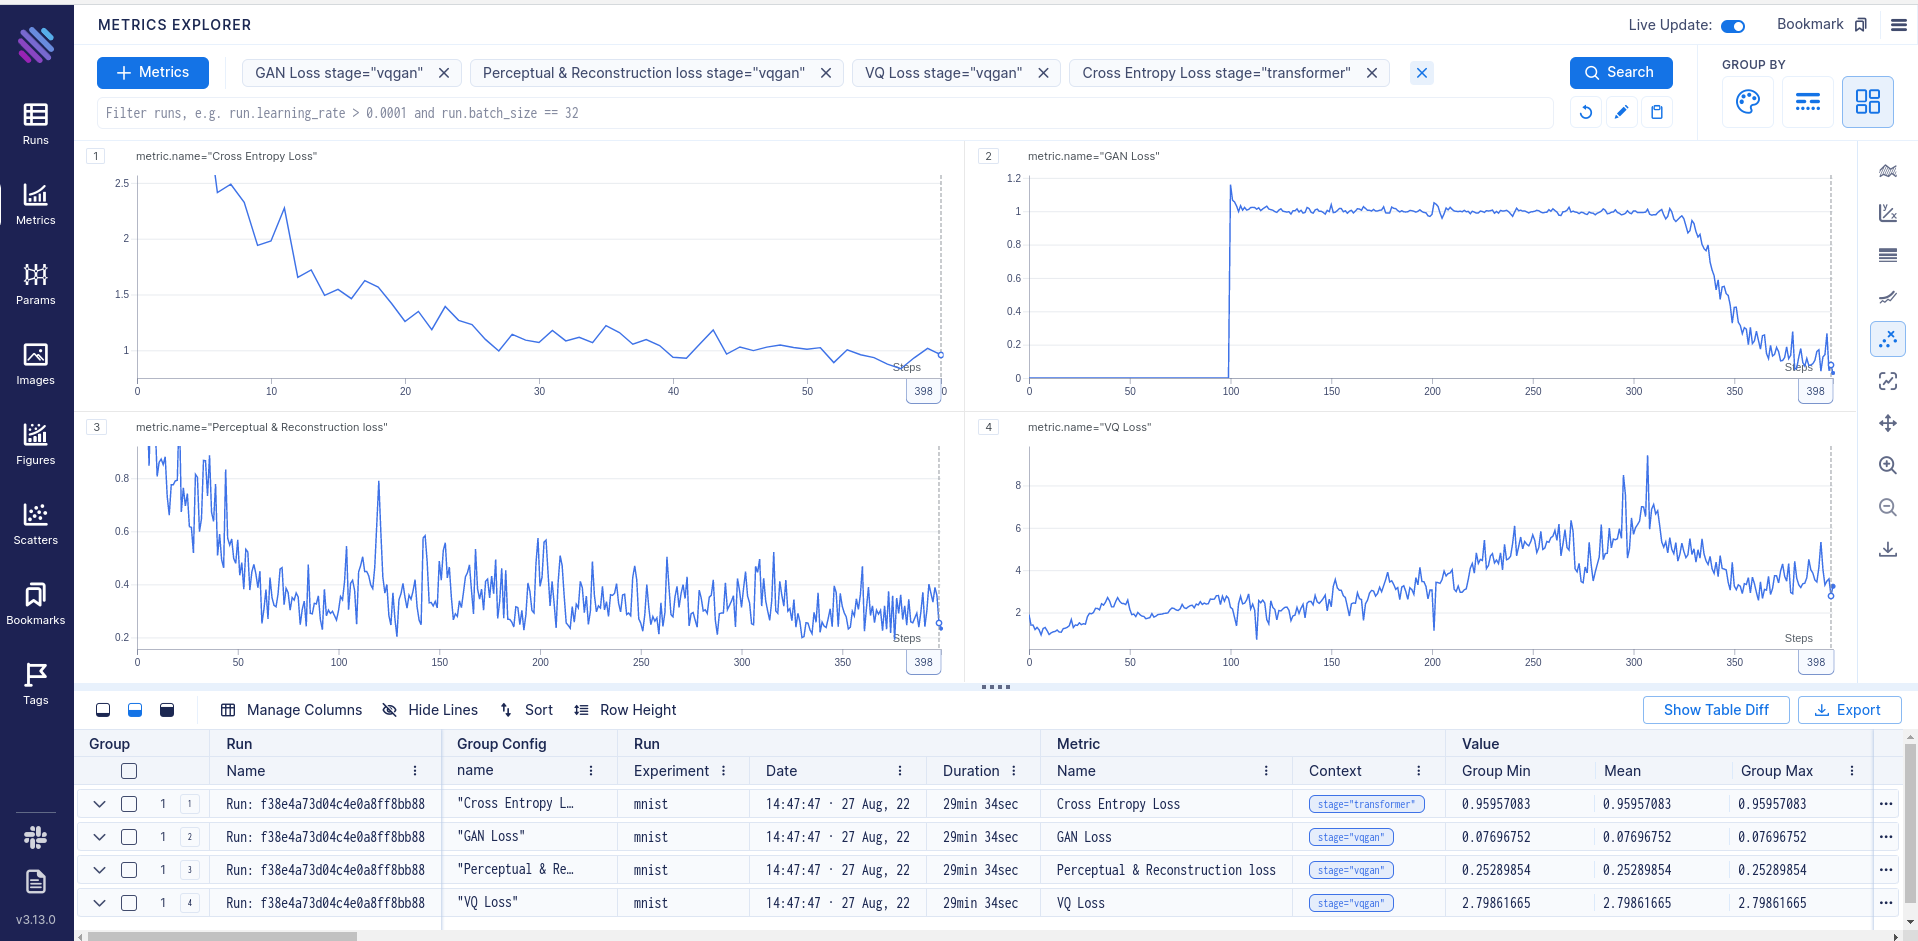 METRICS EXPLORER
Live Update:
Bookmark
Metrics
GAN Loss stage="vqgan"
Perceptual & Reconstruction loss stage="vqgan"
VQ Loss stage="vqgan"
Cross Entropy Loss stage="transformer"
Search
GROUP BY
Filter runs, e.g. run.learning_rate > 0.0001 and run.batch_size == 32
Runs
Metrics
Params
Images
Figures
Scatters
Bookmarks
Tags
v3.13.0
1 metric.name="Cross Entropy Loss"
2.5
2
1.5
1
Steps
0 10 20 30 40 50 398 0
2 metric.name="GAN Loss"
1.2
1
0.8
0.6
0.4
0.2
0
Steps
0 50 100 150 200 250 300 350 398
3 metric.name="Perceptual & Reconstruction loss"
0.8
0.6
0.4
0.2
Steps
0 50 100 150 200 250 300 350 398
4 metric.name="VQ Loss"
8
6
4
2
Steps
0 50 100 150 200 250 300 350 398
Manage Columns Hide Lines Sort Row Height
Show Table Diff Export
Group Run Group Config Run Metric Value
Name name Experiment Date Duration Name Context Group Min Mean Group Max
1 1 Run: f38e4a73d04c4e0a8ff8bb88 "Cross Entropy L… mnist 14:47:47 · 27 Aug, 22 29min 34sec Cross Entropy Loss stage="transformer" 0.95957083 0.95957083 0.95957083
1 2 Run: f38e4a73d04c4e0a8ff8bb88 "GAN Loss" mnist 14:47:47 · 27 Aug, 22 29min 34sec GAN Loss stage="vqgan" 0.07696752 0.07696752 0.07696752
1 3 Run: f38e4a73d04c4e0a8ff8bb88 "Perceptual & Re… mnist 14:47:47 · 27 Aug, 22 29min 34sec Perceptual & Reconstruction loss stage="vqgan" 0.25289854 0.25289854 0.25289854
1 4 Run: f38e4a73d04c4e0a8ff8bb88 "VQ Loss" mnist 14:47:47 · 27 Aug, 22 29min 34sec VQ Loss stage="vqgan" 2.79861665 2.79861665 2.79861665